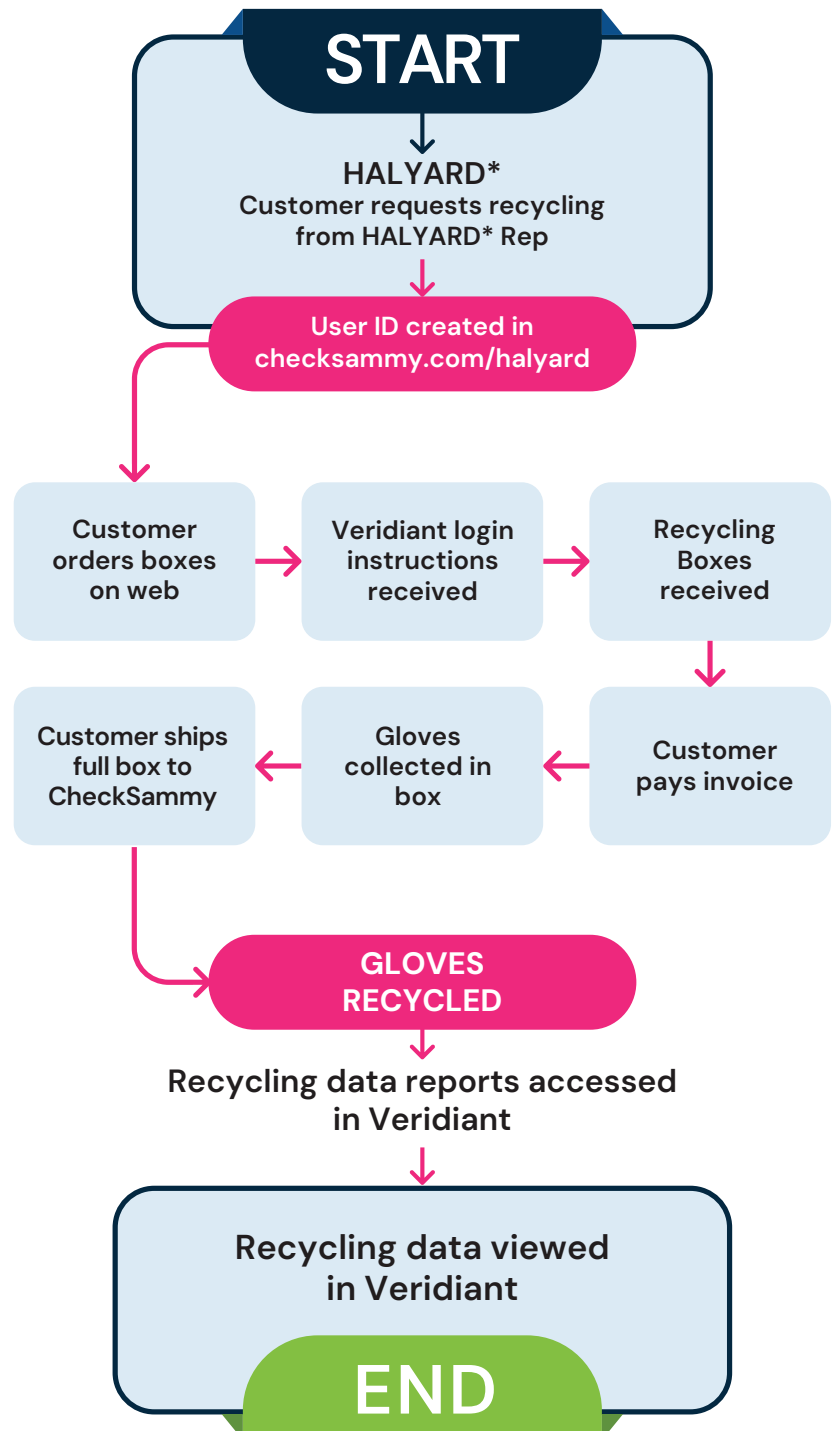 START
HALYARD*
Customer requests recycling
from HALYARD* Rep
User ID created in
checksammy.com/halyard
Customer
orders boxes
on web
Veridiant login
instructions
received
Recycling
Boxes
received
Customer
pays invoice
Gloves
collected in
box
Customer ships
full box to
CheckSammy
GLOVES
RECYCLED
Recycling data reports accessed
in Veridiant
Recycling data viewed
in Veridiant
END